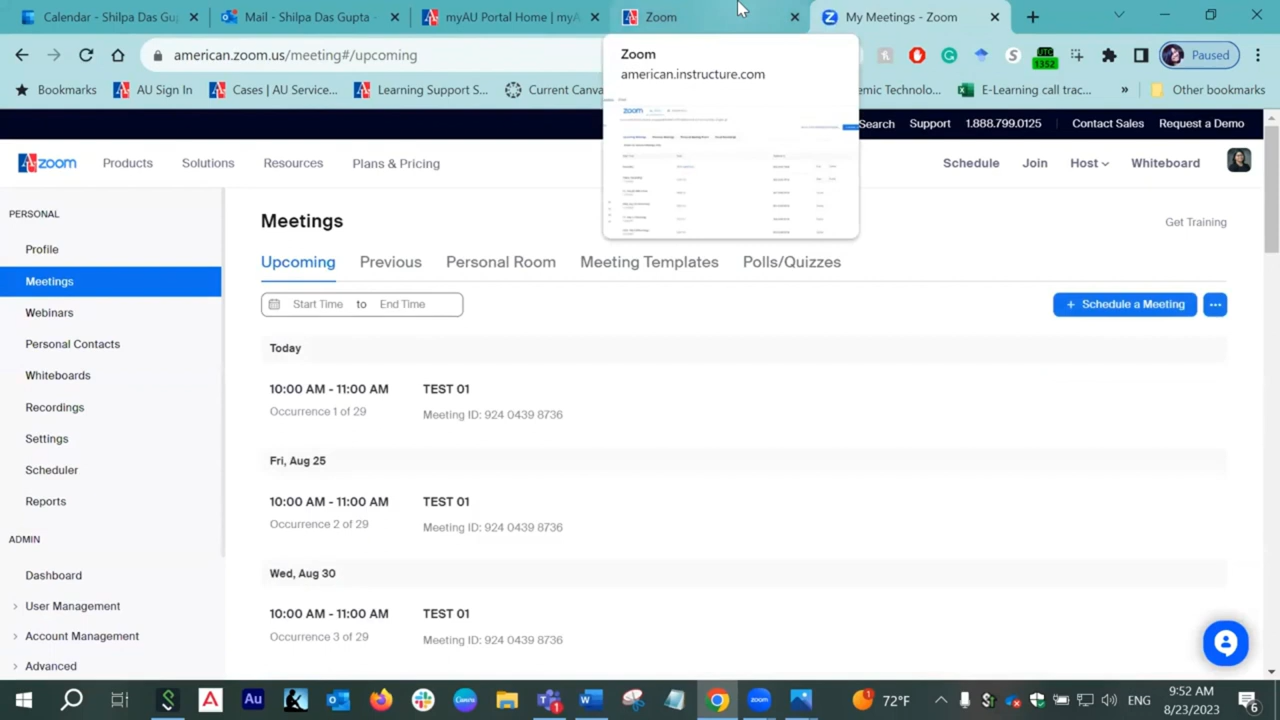 Calendar - Shilpa Das Gu
Mail - Shilpa Das Gupta
myAU Portal Home | myA
Zoom
My Meetings - Zoom
american.zoom.us/meeting#/upcoming
UTC
1352
Paused
Zoom
american.instructure.com
Bookmarks
AU Sign In
Cases | AU Service...
Learning Support S...
Current Canva
emic Technolo...
E-Learning call trac...
»
Other bookmarks
Search
1.888.799.0125
Request a Demo
zoom
Products
Solutions
Resources
Plans & Pricing
Schedule
Join
Host
Whiteboard
PERSONAL
Profile
Meetings
Webinars
Personal Contacts
Whiteboards
Recordings
Settings
Scheduler
Reports
ADMIN
Dashboard
User Management
Account Management
Advanced
Meetings
Get Training
Upcoming
Previous
Personal Room
Meeting Templates
Polls/Quizzes
Start Time to End Time
+ Schedule a Meeting
Today
10:00 AM - 11:00 AM TEST 01
Occurrence 1 of 29 Meeting ID: 924 0439 8736
Fri, Aug 25
10:00 AM - 11:00 AM TEST 01
Occurrence 2 of 29 Meeting ID: 924 0439 8736
Wed, Aug 30
10:00 AM - 11:00 AM TEST 01
Occurrence 3 of 29 Meeting ID: 924 0439 8736
72°F
ENG
9:52 AM
8/23/2023